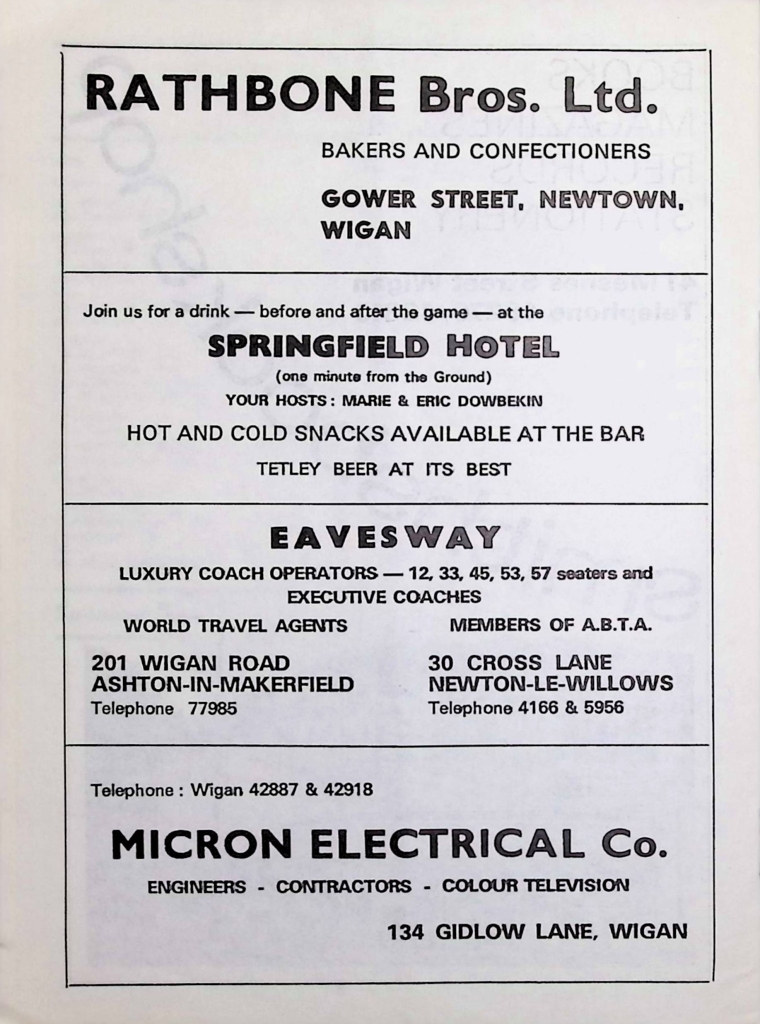 RATHBONE Bros. Ltd.
BAKERS AND CONFECTIONERS
GOWER STREET, NEWTOWN,
WIGAN
Join us for a drink — before and after the game — at the
SPRINGFIELD HOTEL
(one minute from the Ground)
YOUR HOSTS: MARIE & ERIC DOWBEKIN
HOT AND COLD SNACKS AVAILABLE AT THE BAR
TETLEY BEER AT ITS BEST
EAVESWAY
LUXURY COACH OPERATORS — 12, 33, 45, 53, 57 seaters and
EXECUTIVE COACHES
WORLD TRAVEL AGENTS MEMBERS OF A.B.T.A.
201 WIGAN ROAD
ASHTON-IN-MAKERFIELD
Telephone 77985
30 CROSS LANE
NEWTON-LE-WILLOWS
Telephone 4166 & 5956
Telephone : Wigan 42887 & 42918
MICRON ELECTRICAL Co.
ENGINEERS - CONTRACTORS - COLOUR TELEVISION
134 GIDLOW LANE, WIGAN